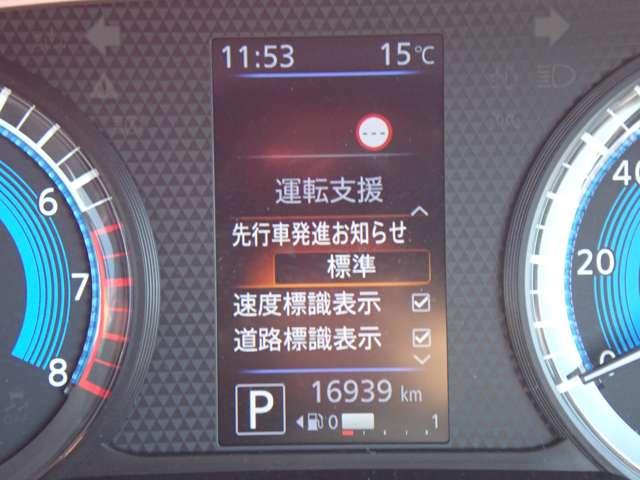 11:53 15℃
---
運転支援
先行車発進お知らせ
標準
速度標識表示
道路標識表示
P 16939 km
0 1
6
7
8
40
20
0